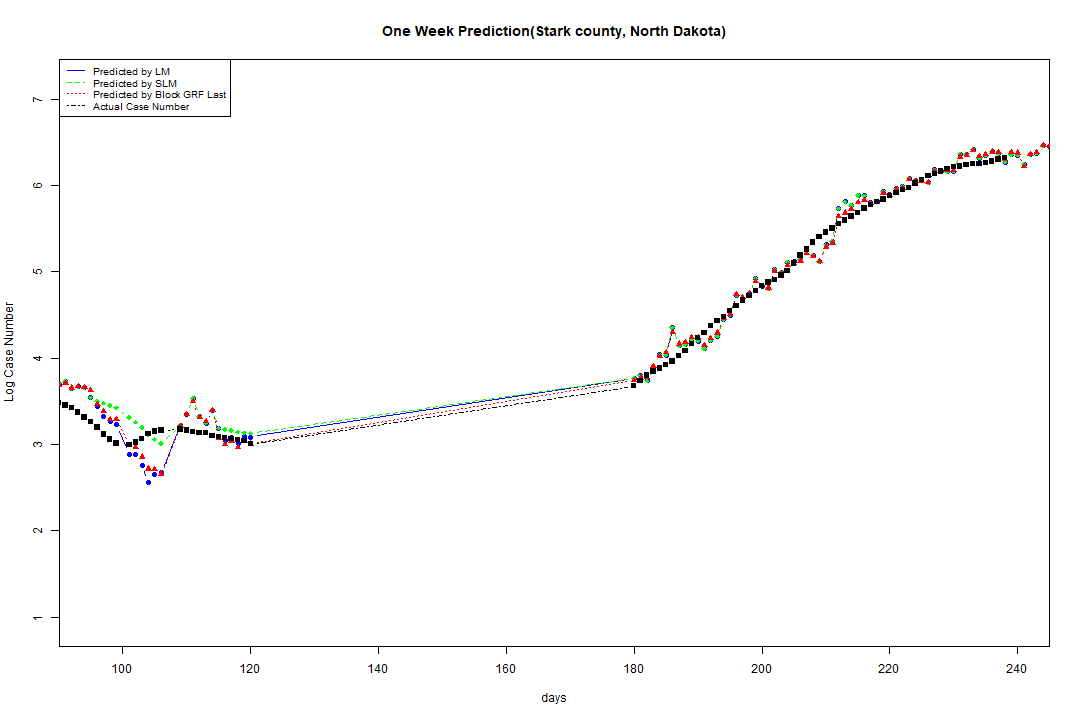 One Week Prediction(Stark county, North Dakota)
Predicted by LM
Predicted by SLM
Predicted by Block GRF Last
Actual Case Number
Log Case Number
7
6
5
4
3
2
1
100 120 140 160 180 200 220 240
days